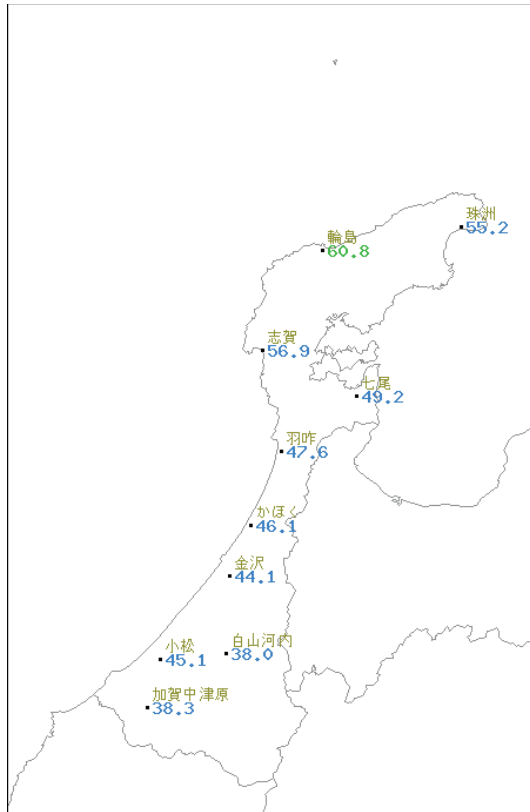 珠洲
55.2
輪島
60.8
志賀
56.9
七尾
49.2
羽咋
47.6
かほく
46.1
金沢
44.1
白山河内
38.0
小松
45.1
加賀中津原
38.3